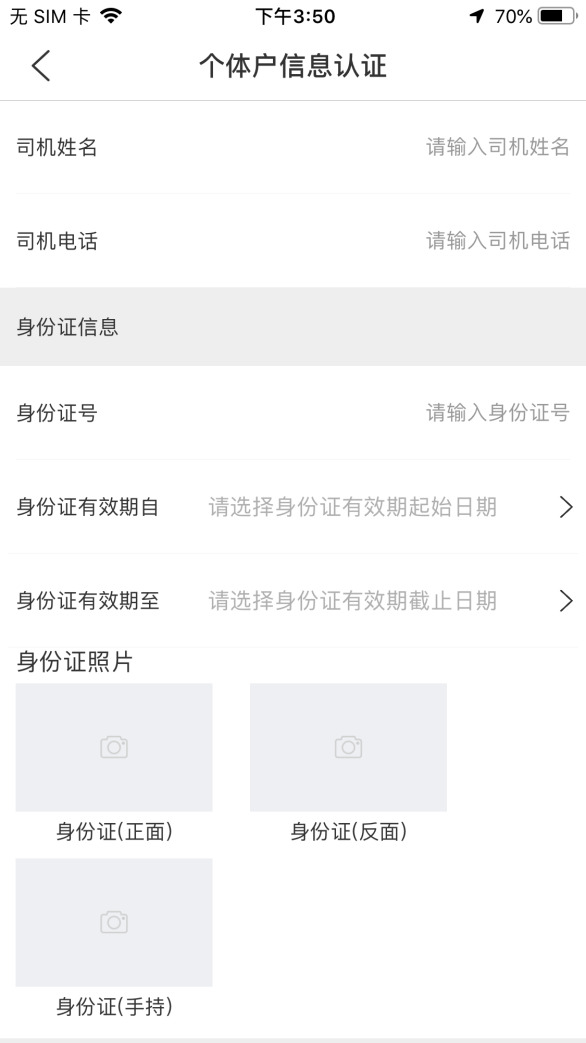 无 SIM 卡 下午3:50 70%
个体户信息认证
司机姓名 请输入司机姓名
司机电话 请输入司机电话
身份证信息
身份证号 请输入身份证号
身份证有效期自 请选择身份证有效期起始日期
身份证有效期至 请选择身份证有效期截止日期
身份证照片
身份证(正面) 身份证(反面)
身份证(手持)